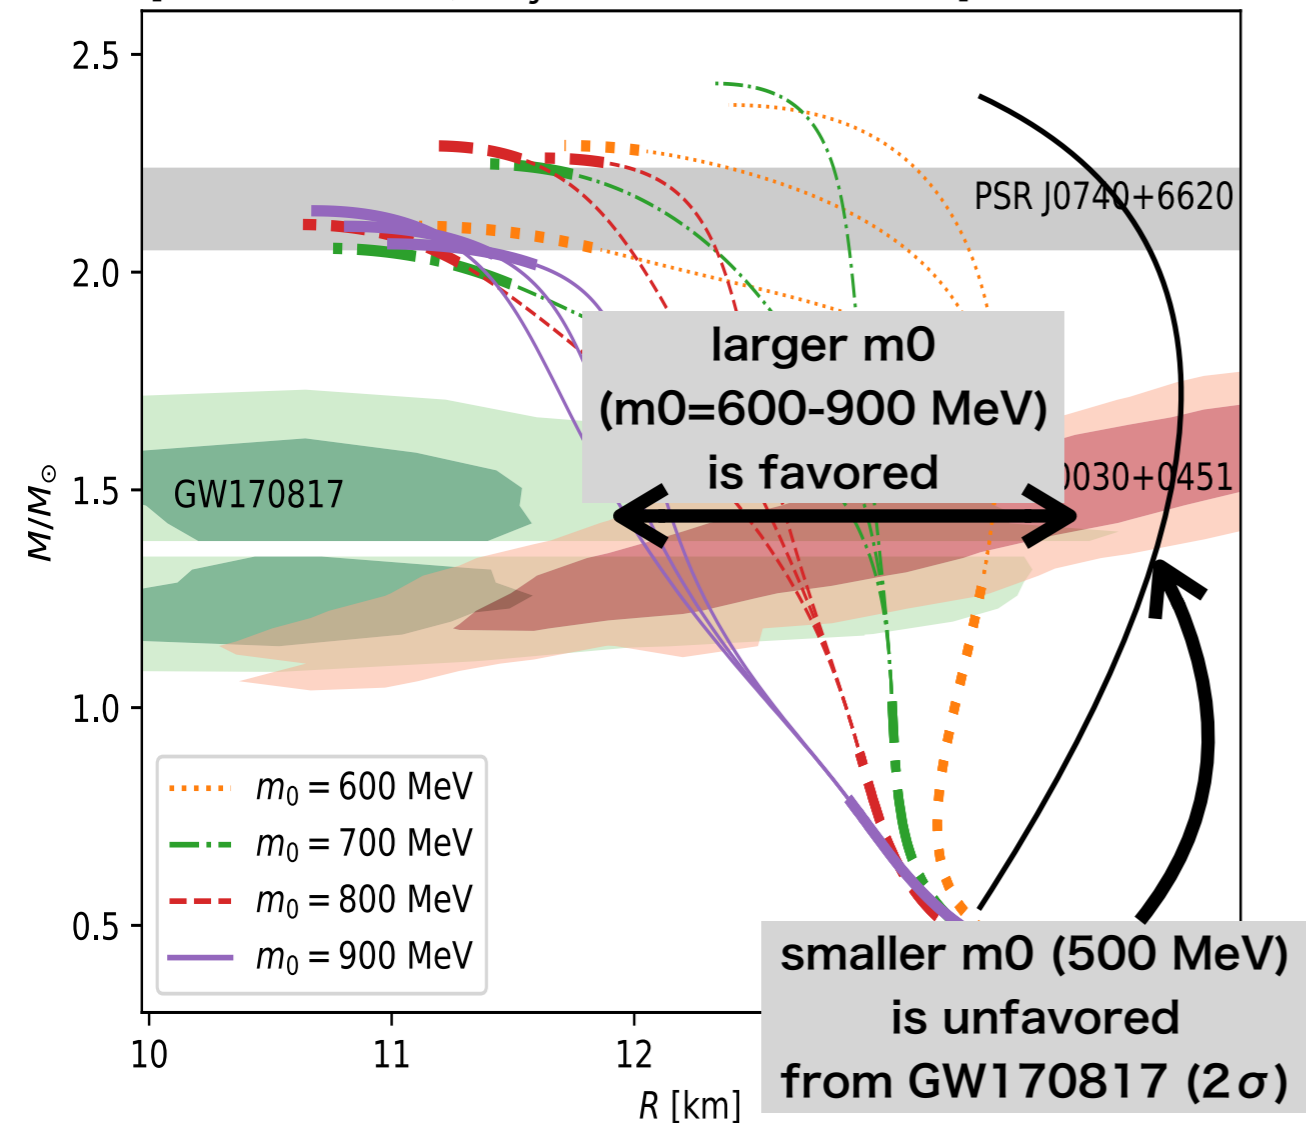 2.5
2.0
1.5
1.0
0.5
M/M☉
PSR J0740+6620
larger m0
(m0=600-900 MeV)
is favored
GW170817
0030+0451
m₀ = 600 MeV
m₀ = 700 MeV
m₀ = 800 MeV
m₀ = 900 MeV
smaller m0 (500 MeV)
is unfavored
from GW170817 (2σ)
10
11
12
R [km]